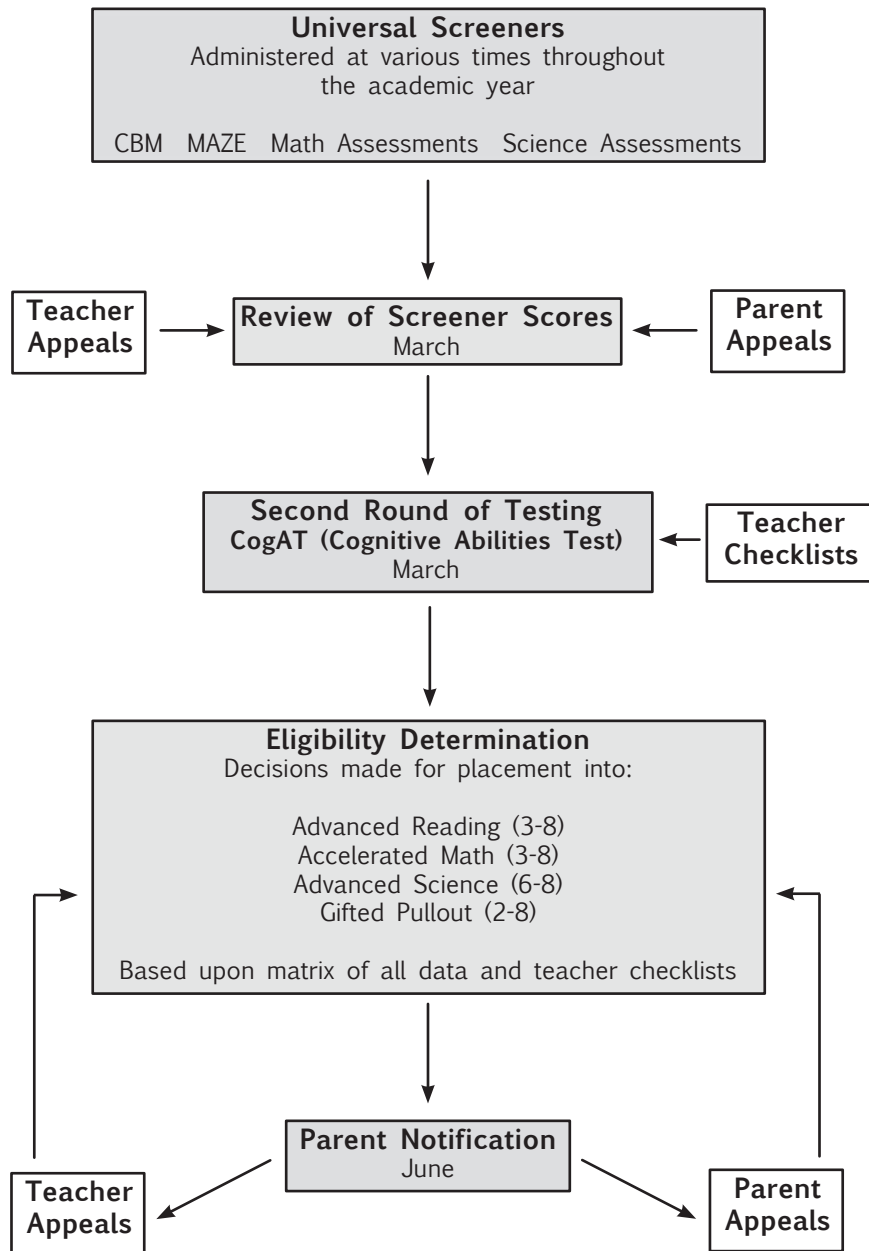 Universal Screeners
Administered at various times throughout
the academic year
CBM MAZE Math Assessments Science Assessments
Teacher
Appeals
Review of Screener Scores
March
Parent
Appeals
Second Round of Testing
CogAT (Cognitive Abilities Test)
March
Teacher
Checklists
Eligibility Determination
Decisions made for placement into:
Advanced Reading (3-8)
Accelerated Math (3-8)
Advanced Science (6-8)
Gifted Pullout (2-8)
Based upon matrix of all data and teacher checklists
Parent Notification
June
Teacher
Appeals
Parent
Appeals